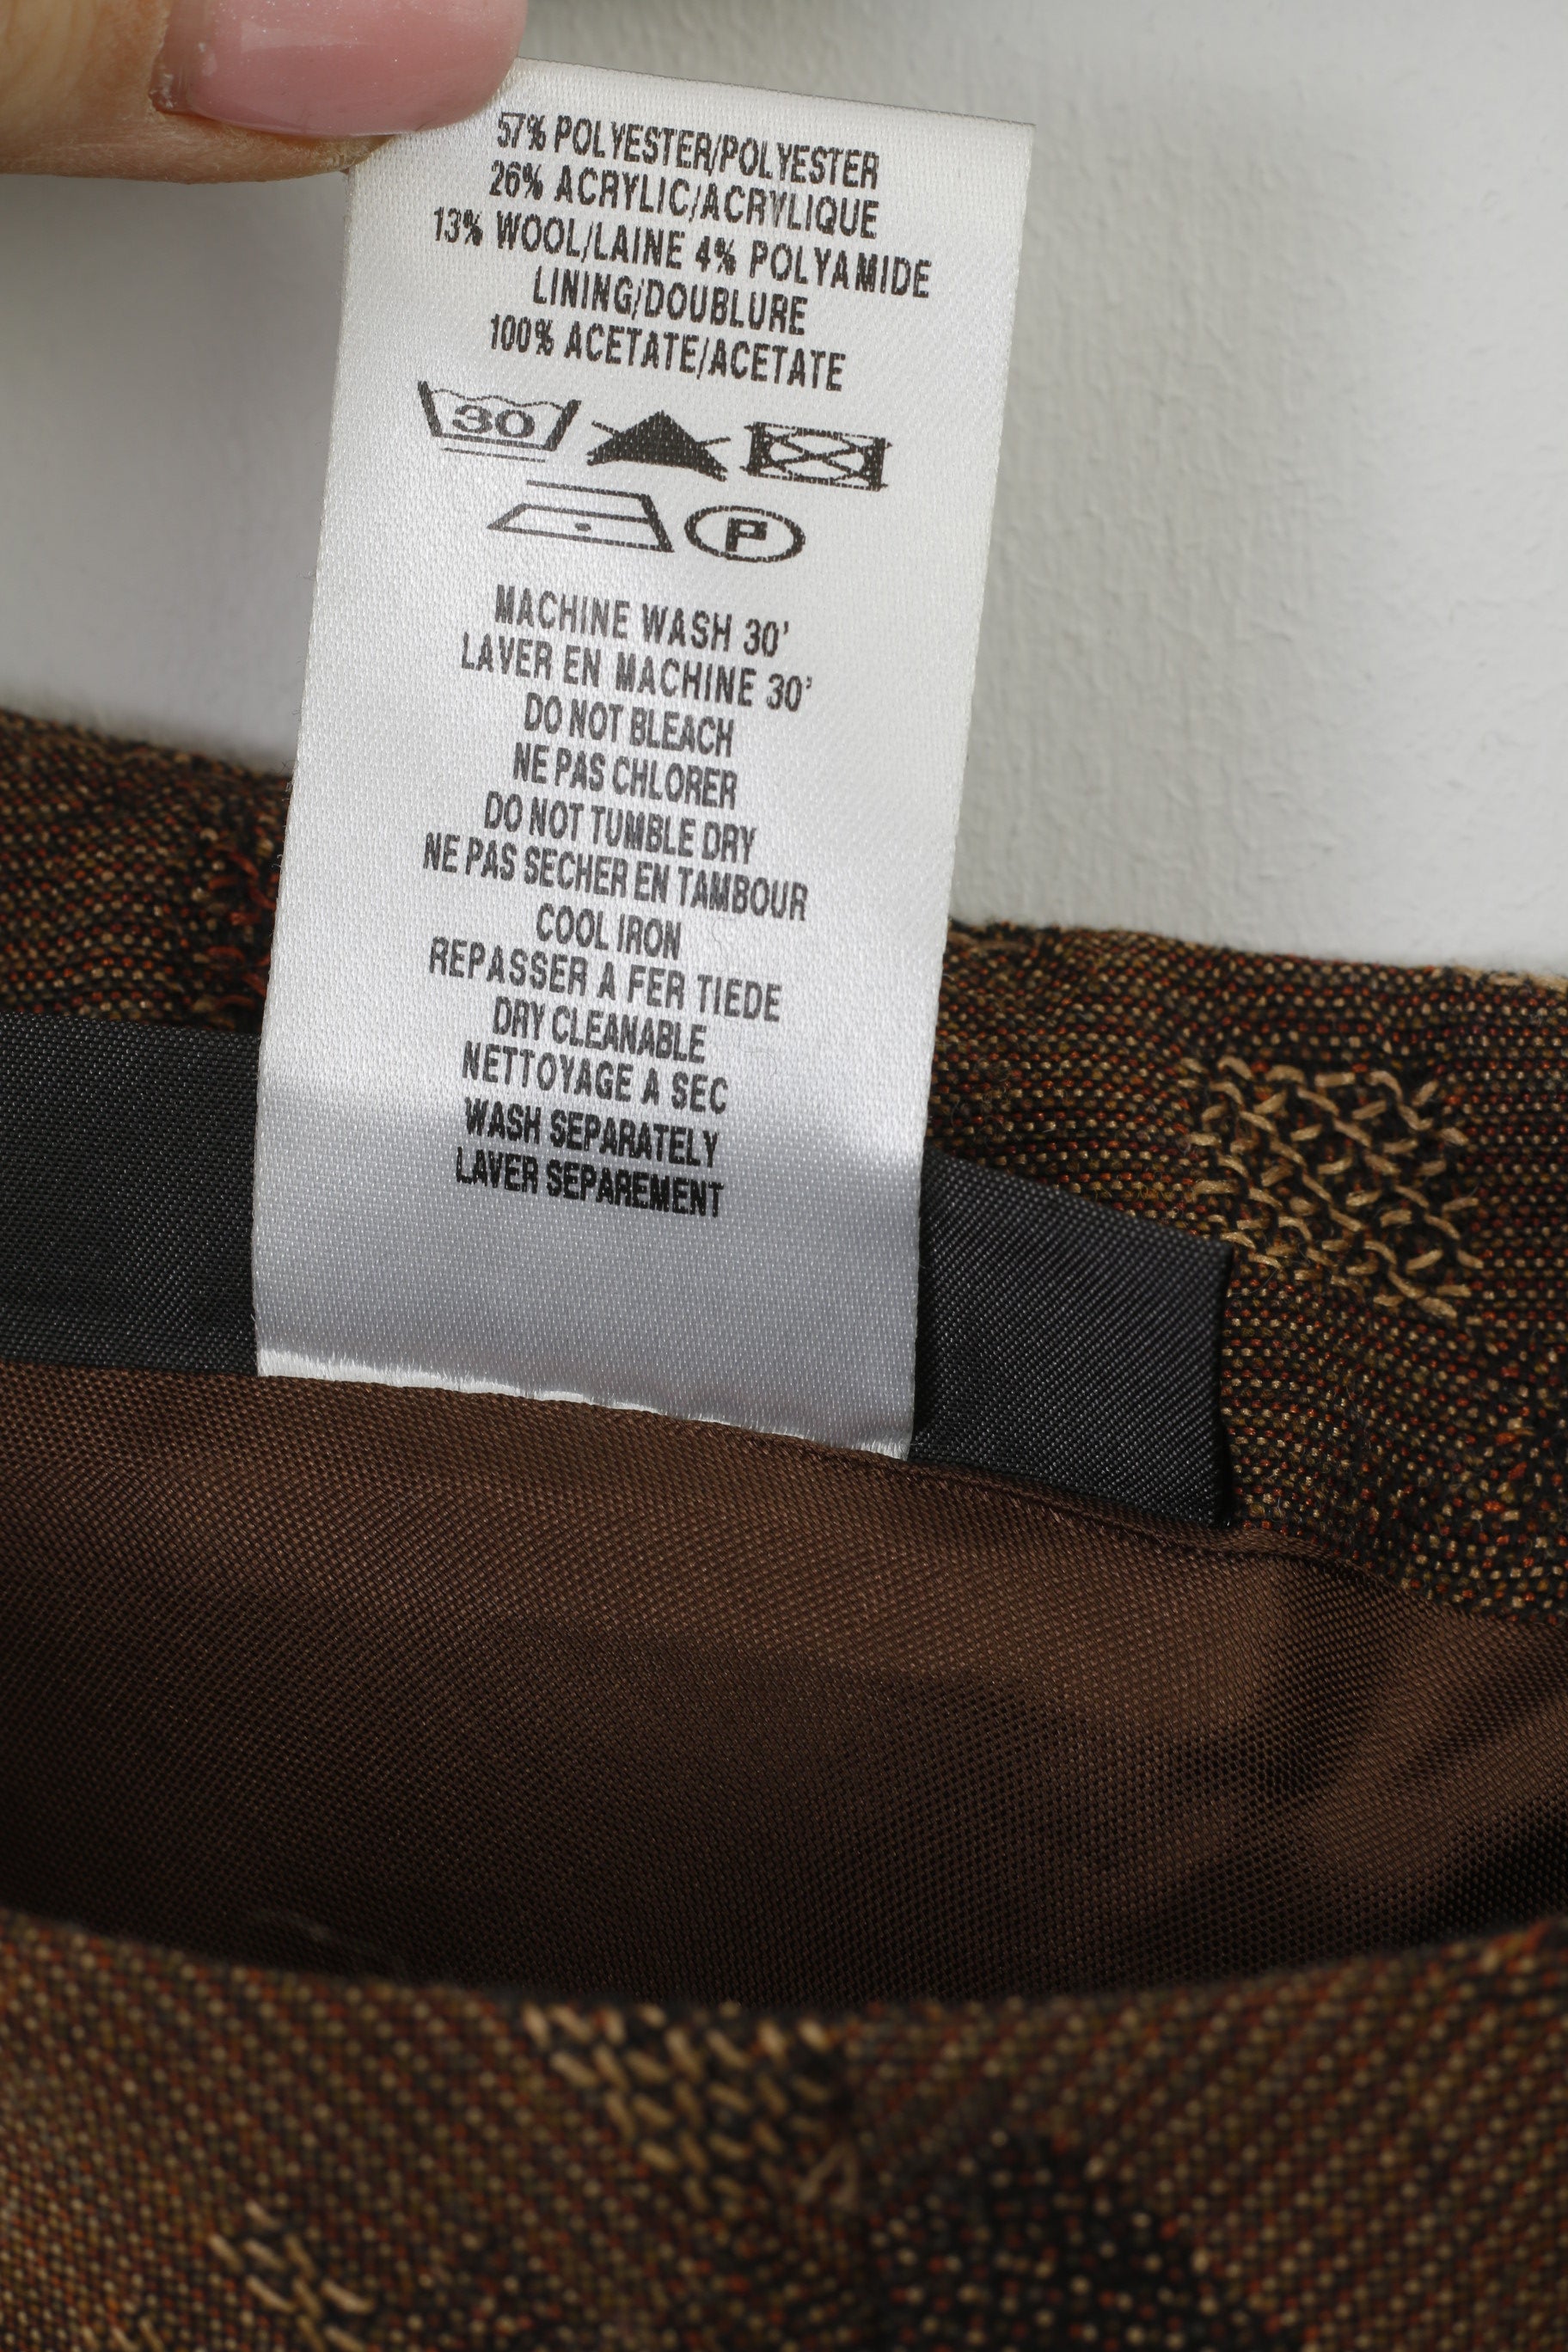 57% POLYESTER/POLYESTER
26% ACRYLIC/ACRYLIQUE
13% WOOL/LAINE 4% POLYAMIDE
LINING/DOUBLURE
100% ACETATE/ACETATE
30
P
MACHINE WASH 30'
LAVER EN MACHINE 30'
DO NOT BLEACH
NE PAS CHLORER
DO NOT TUMBLE DRY
NE PAS SECHER EN TAMBOUR
COOL IRON
REPASSER A FER TIEDE
DRY CLEANABLE
NETTOYAGE A SEC
WASH SEPARATELY
LAVER SEPAREMENT